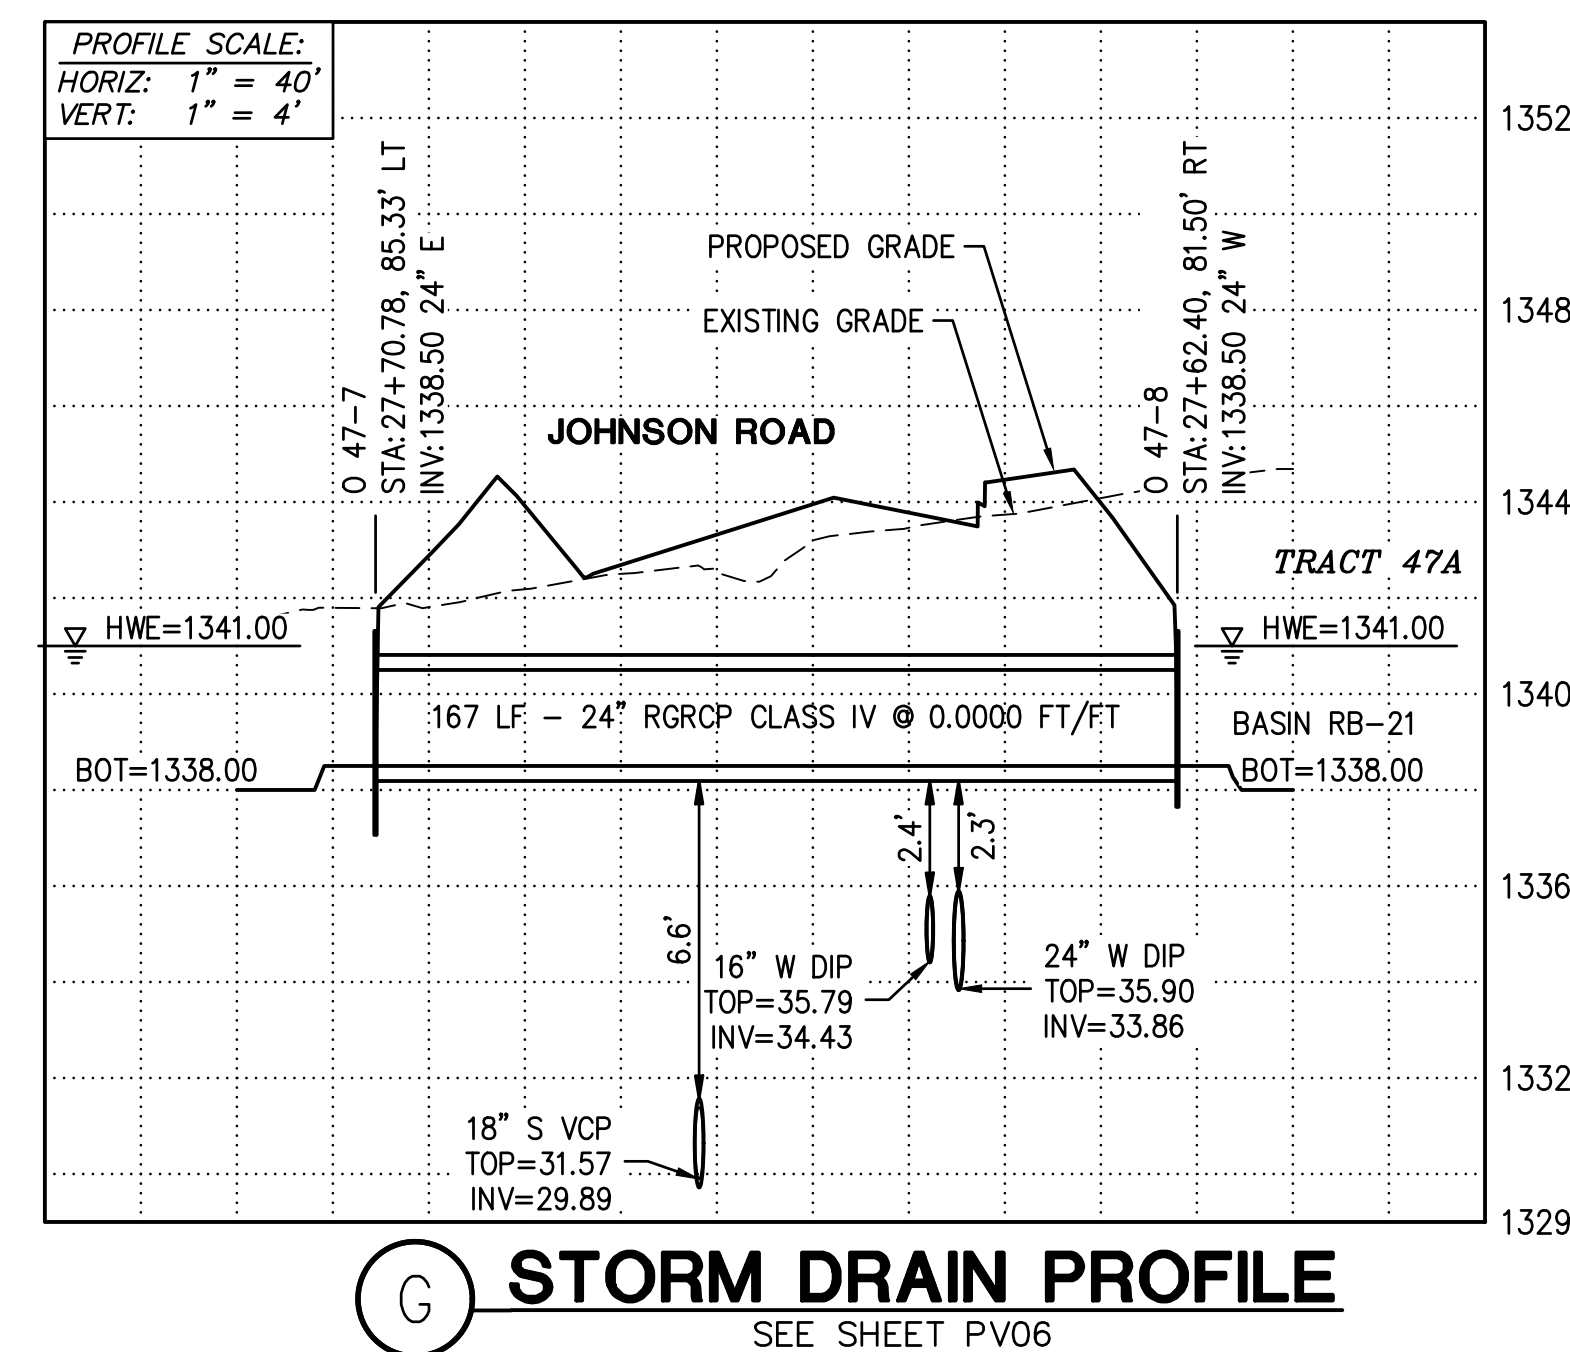 PROFILE SCALE:
HORIZ: 1" = 40'
VERT: 1" = 4'
1352
1348
1344
1340
1336
1332
1329
O 47-7
STA: 27+70.78, 85.33' LT
INV: 1338.50 24" E
PROPOSED GRADE
EXISTING GRADE
JOHNSON ROAD
O 47-8
STA: 27+62.40, 81.50' RT
INV: 1338.50 24" W
TRACT 47A
HWE=1341.00
HWE=1341.00
167 LF - 24" RGRCP CLASS IV @ 0.0000 FT/FT
BASIN RB-21
BOT=1338.00
BOT=1338.00
6.6'
2.4'
2.3'
16" W DIP
TOP=35.79
INV=34.43
24" W DIP
TOP=35.90
INV=33.86
18" S VCP
TOP=31.57
INV=29.89
G
STORM DRAIN PROFILE
SEE SHEET PV06